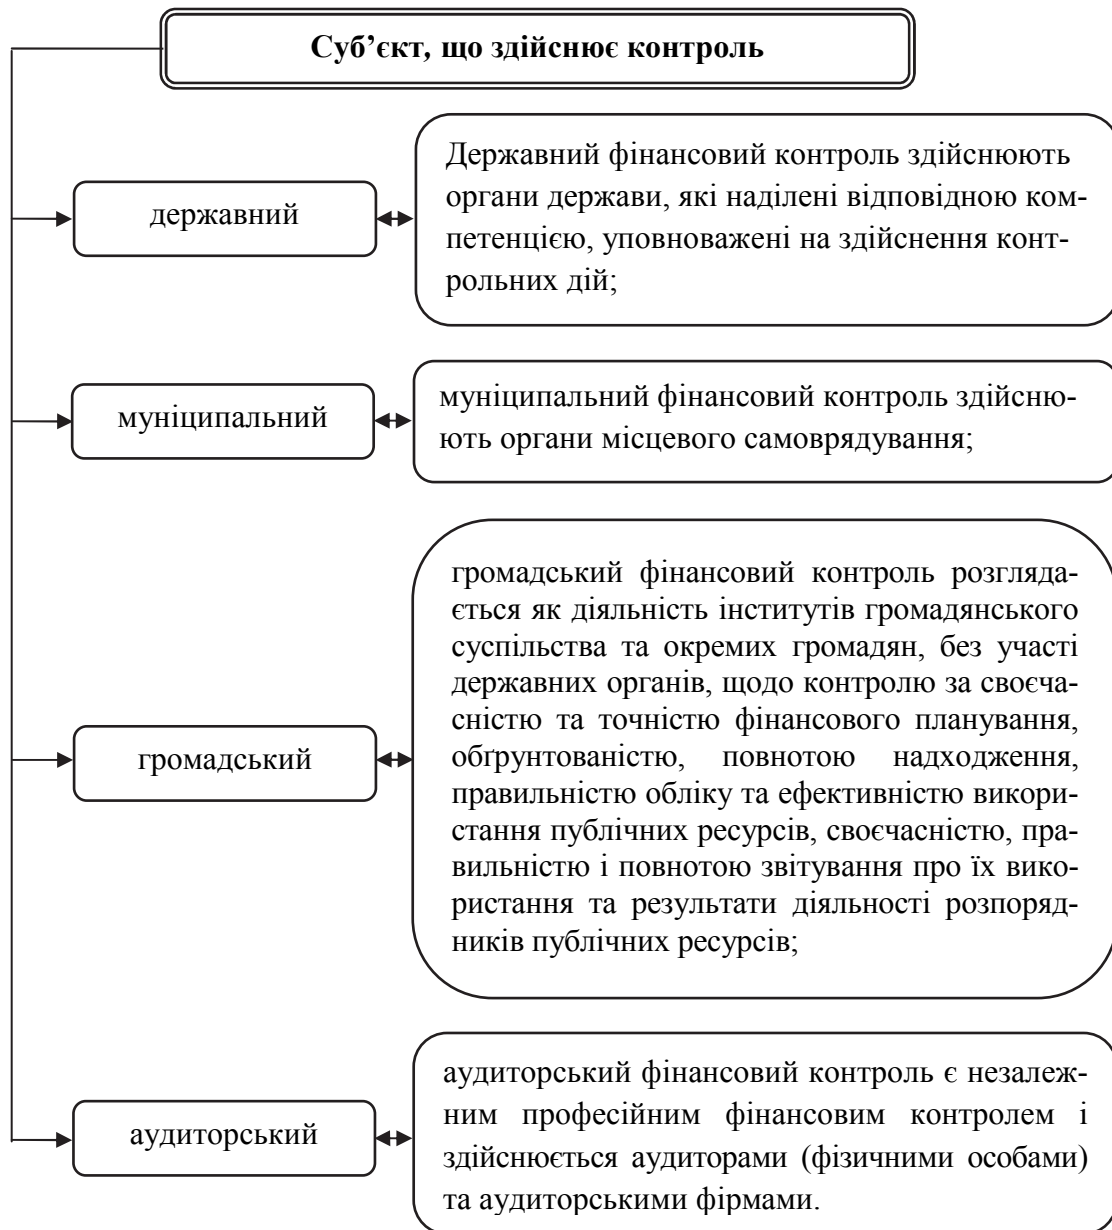 Суб’єкт, що здійснює контроль
державний
Державний фінансовий контроль здійснюють
органи держави, які наділені відповідною ком-
петенцією, уповноважені на здійснення конт-
рольних дій;
муніципальний
муніципальний фінансовий контроль здійсню-
ють органи місцевого самоврядування;
громадський
громадський фінансовий контроль розгляда-
ється як діяльність інститутів громадянського
суспільства та окремих громадян, без участі
державних органів, щодо контролю за своєча-
сністю та точністю фінансового планування,
обґрунтованістю, повнотою надходження,
правильністю обліку та ефективністю викори-
стання публічних ресурсів, своєчасністю, пра-
вильністю і повнотою звітування про їх вико-
ристання та результати діяльності розпоряд-
ників публічних ресурсів;
аудиторський
аудиторський фінансовий контроль є незалеж-
ним професійним фінансовим контролем і
здійснюється аудиторами (фізичними особами)
та аудиторськими фірмами.